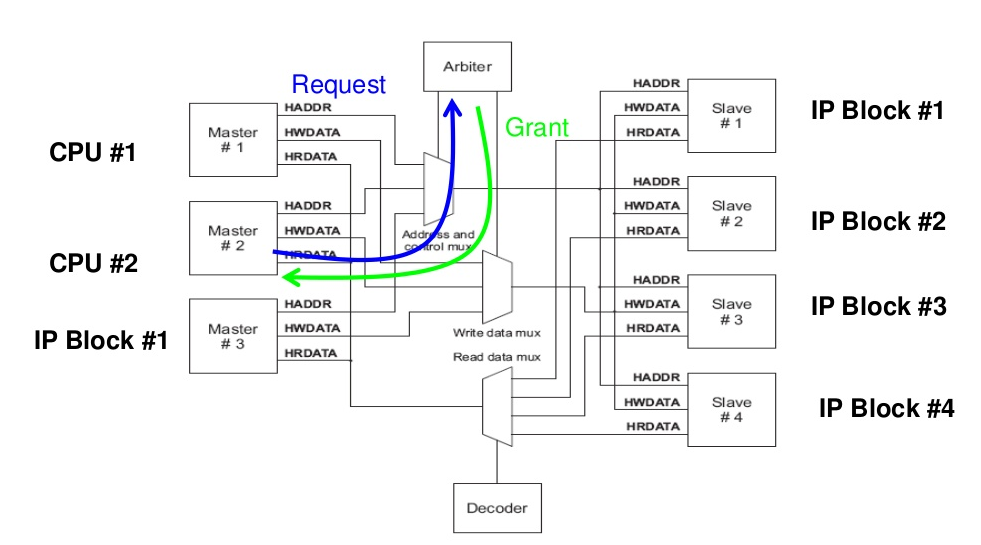 Arbiter
Request
Grant
CPU #1
Master
# 1
HADDR
HWDATA
HRDATA
CPU #2
Master
# 2
HADDR
HWDATA
HRDATA
IP Block #1
Master
# 3
HADDR
HWDATA
HRDATA
Address and
control mux
Write data mux
Read data mux
Decoder
HADDR
HWDATA
HRDATA
Slave
# 1
IP Block #1
HADDR
HWDATA
HRDATA
Slave
# 2
IP Block #2
HADDR
HWDATA
HRDATA
Slave
# 3
IP Block #3
HADDR
HWDATA
HRDATA
Slave
# 4
IP Block #4